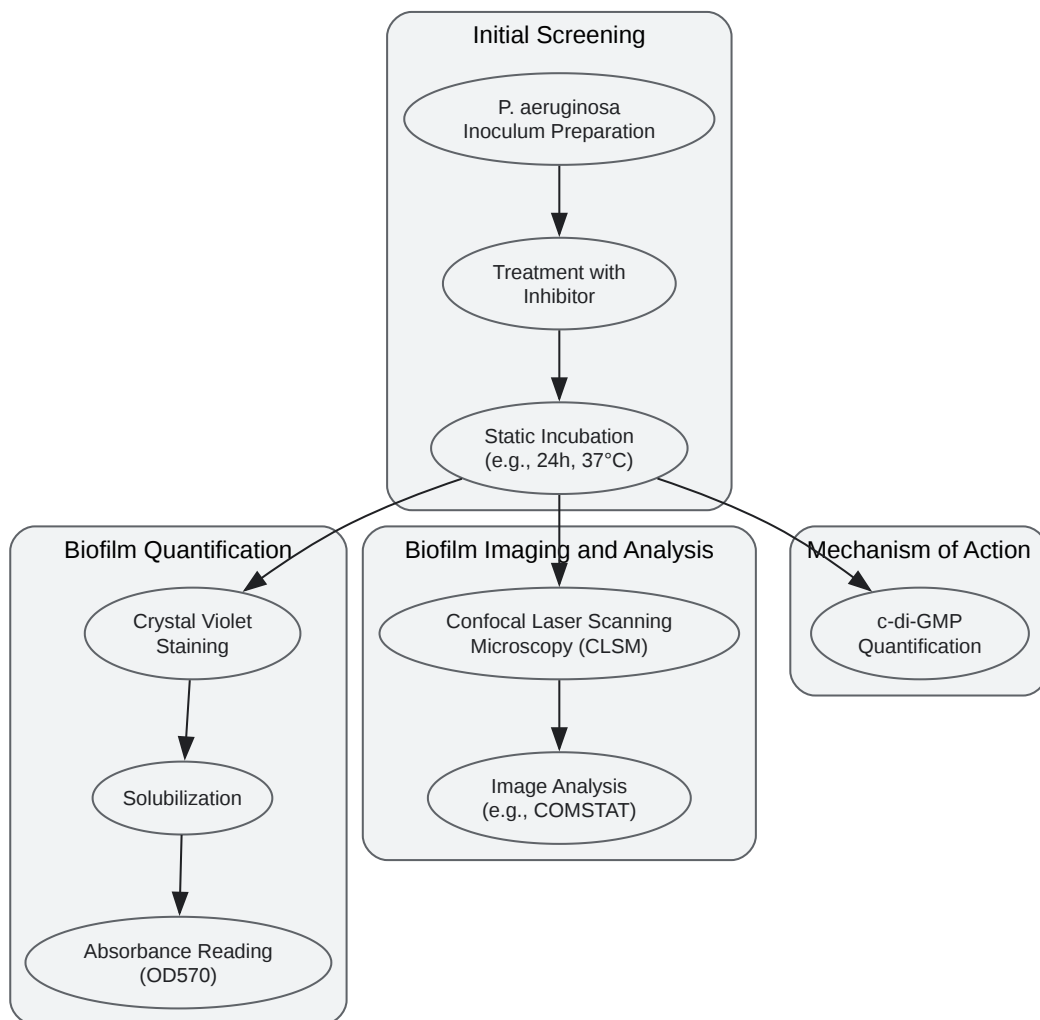 Initial Screening
P. aeruginosa
Inoculum Preparation
Treatment with
Inhibitor
Static Incubation
(e.g., 24h, 37°C)
Biofilm Quantification
Crystal Violet
Staining
Solubilization
Absorbance Reading
(OD570)
Biofilm Imaging and Analysis
Confocal Laser Scanning
Microscopy (CLSM)
Image Analysis
(e.g., COMSTAT)
Mechanism of Action
c-di-GMP
Quantification